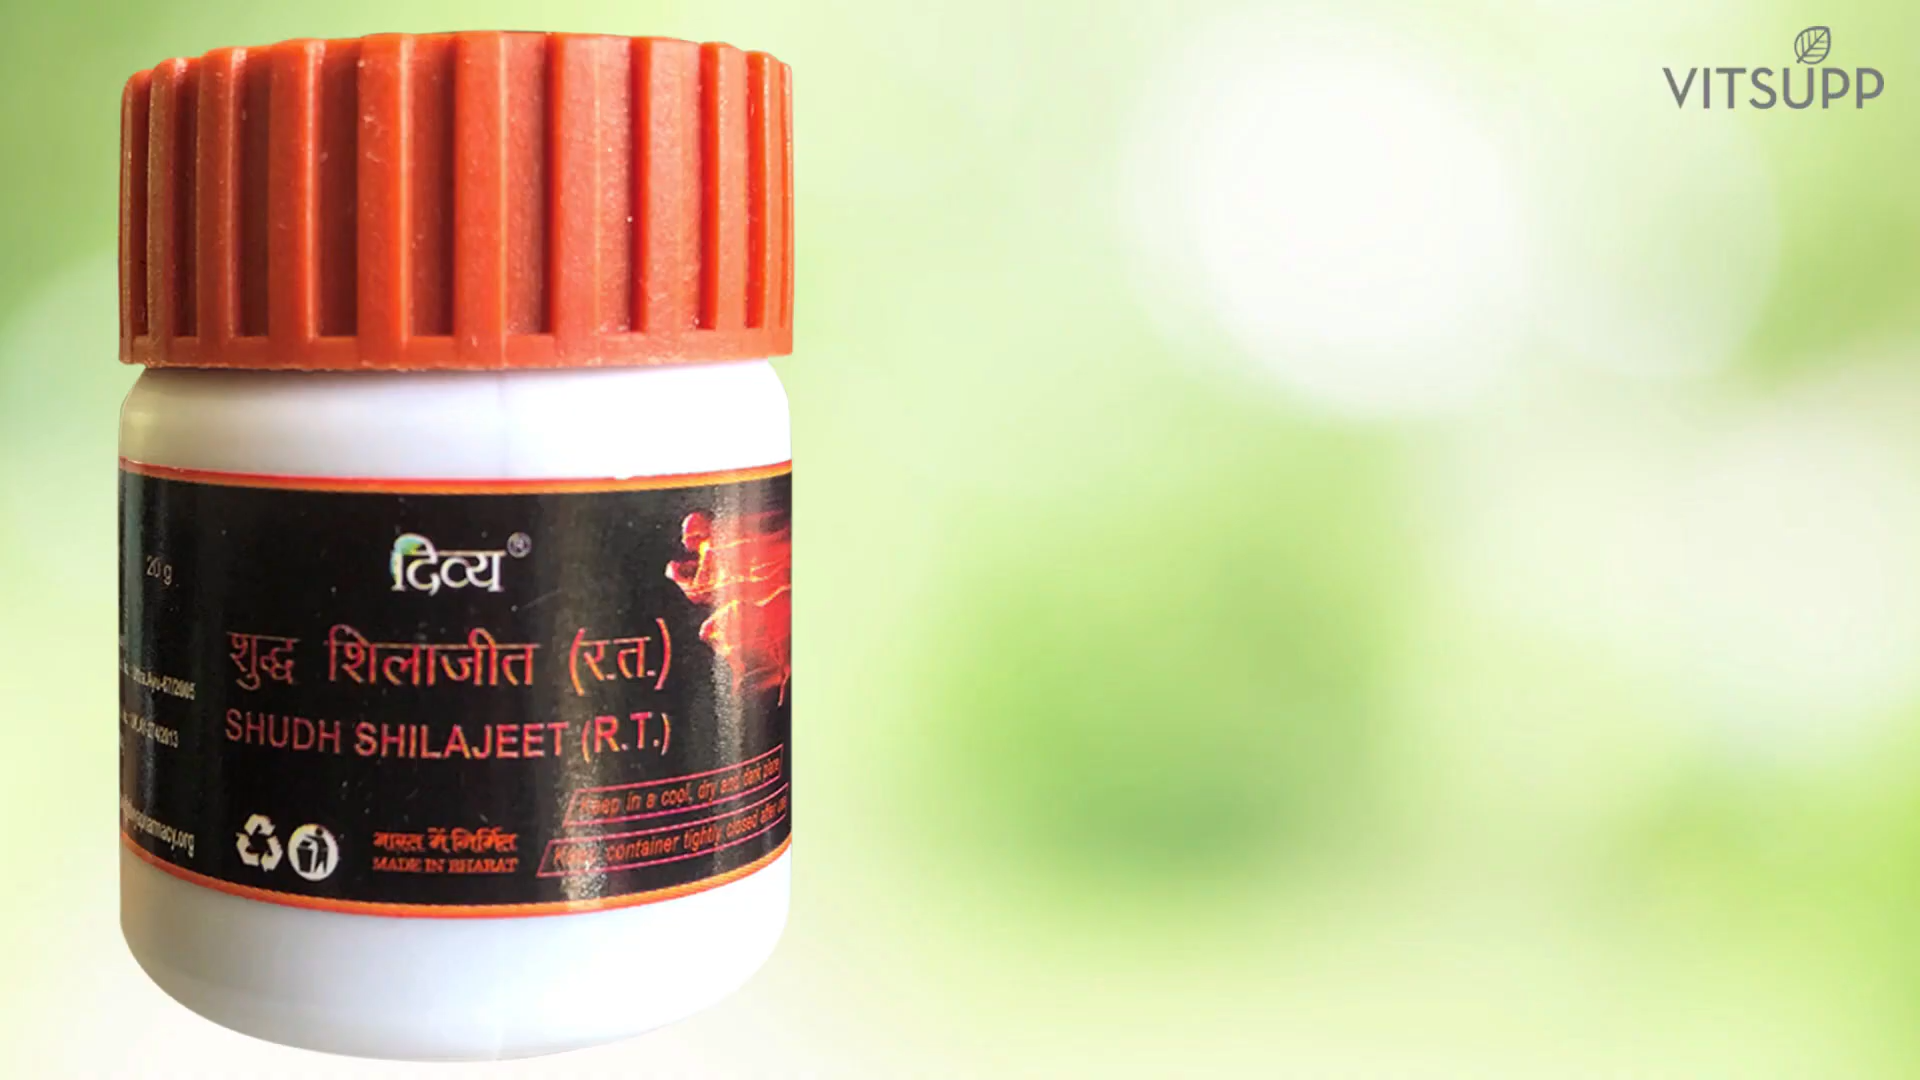 VITSUPP
20 g
दिव्य®
शुद्ध शिलाजीत (र.त.)
SHUDH SHILAJEET (R.T.)
Keep in a cool, dry and dark place
Keep container tightly closed after use
भारत में निर्मित
MADE IN BHARAT